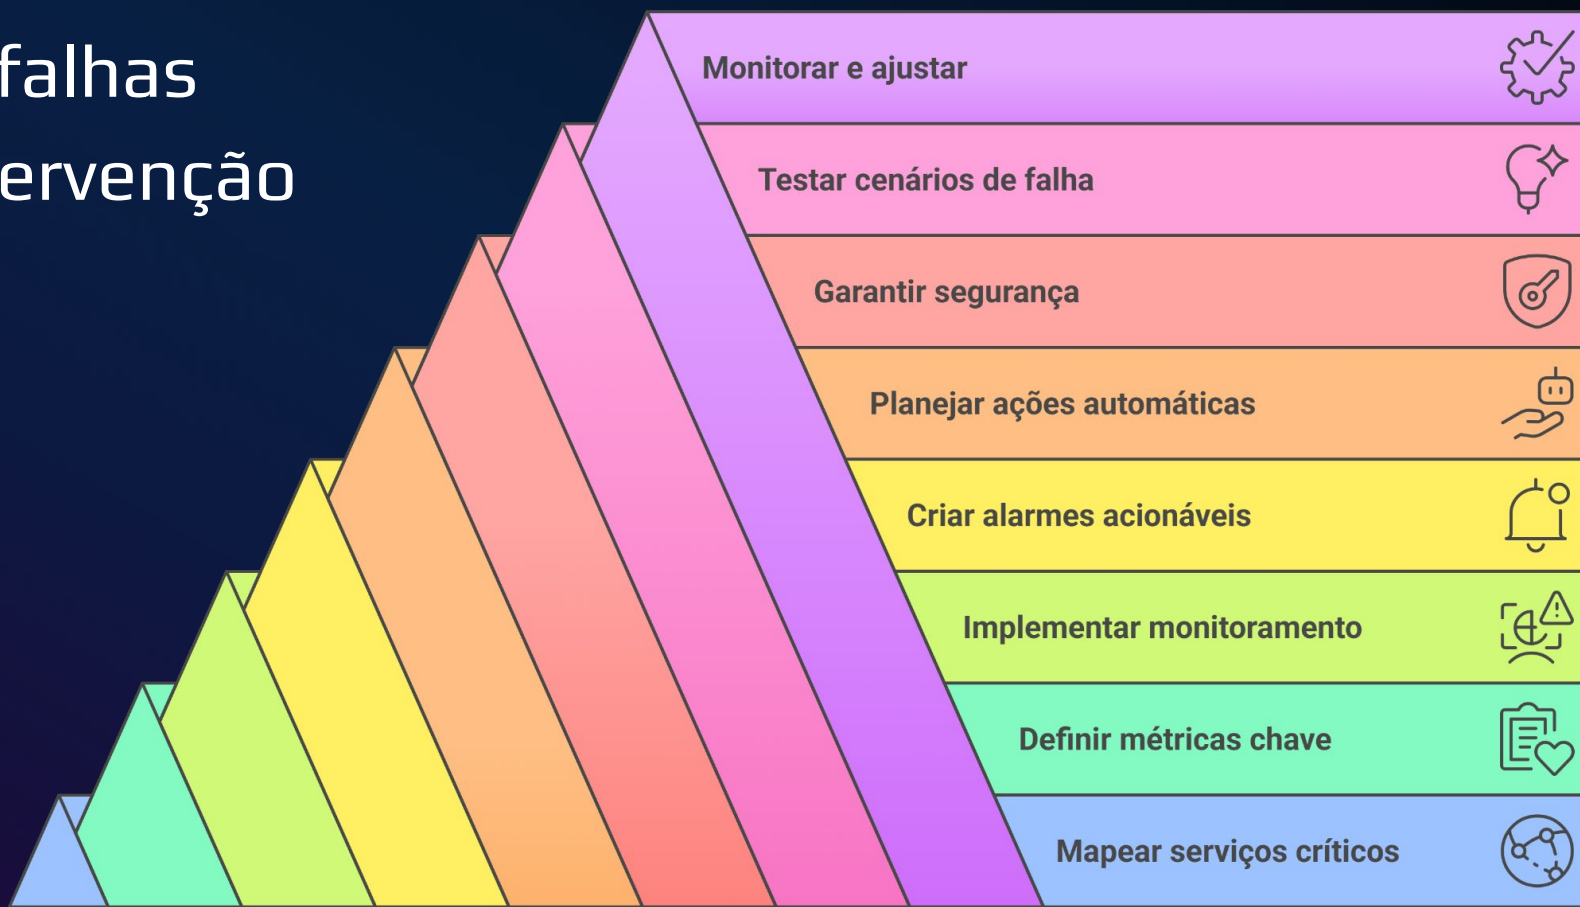 falhas
ervenção
Monitorar e ajustar
Testar cenários de falha
Garantir segurança
Planejar ações automáticas
Criar alarmes acionáveis
Implementar monitoramento
Definir métricas chave
Mapear serviços críticos